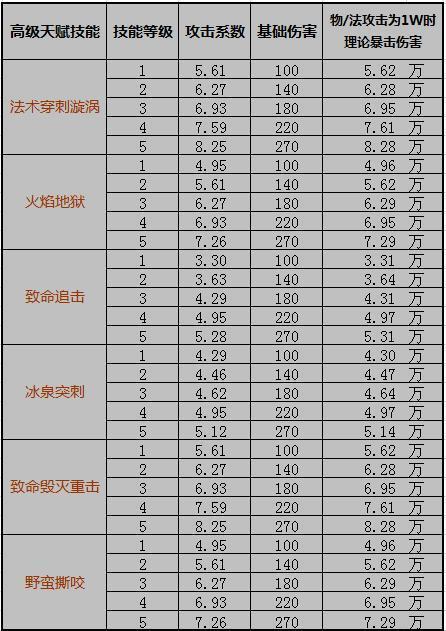 高级天赋技能 技能等级 攻击系数 基础伤害 物/法攻击为1W时理论暴击伤害
法术穿刺漩涡 1 5.61 100 5.62 万
2 6.27 140 6.28 万
3 6.93 180 6.95 万
4 7.59 220 7.61 万
5 8.25 270 8.28 万
火焰地狱 1 4.95 100 4.96 万
2 5.61 140 5.62 万
3 6.27 180 6.29 万
4 6.93 220 6.95 万
5 7.26 270 7.29 万
致命追击 1 3.30 100 3.31 万
2 3.63 140 3.64 万
3 4.29 180 4.31 万
4 4.95 220 4.97 万
5 5.28 270 5.31 万
冰泉突刺 1 4.29 100 4.30 万
2 4.46 140 4.47 万
3 4.62 180 4.64 万
4 4.95 220 4.97 万
5 5.12 270 5.14 万
致命毁灭重击 1 5.61 100 5.62 万
2 6.27 140 6.28 万
3 6.93 180 6.95 万
4 7.59 220 7.61 万
5 8.25 270 8.28 万
野蛮撕咬 1 4.95 100 4.96 万
2 5.61 140 5.62 万
3 6.27 180 6.29 万
4 6.93 220 6.95 万
5 7.26 270 7.29 万